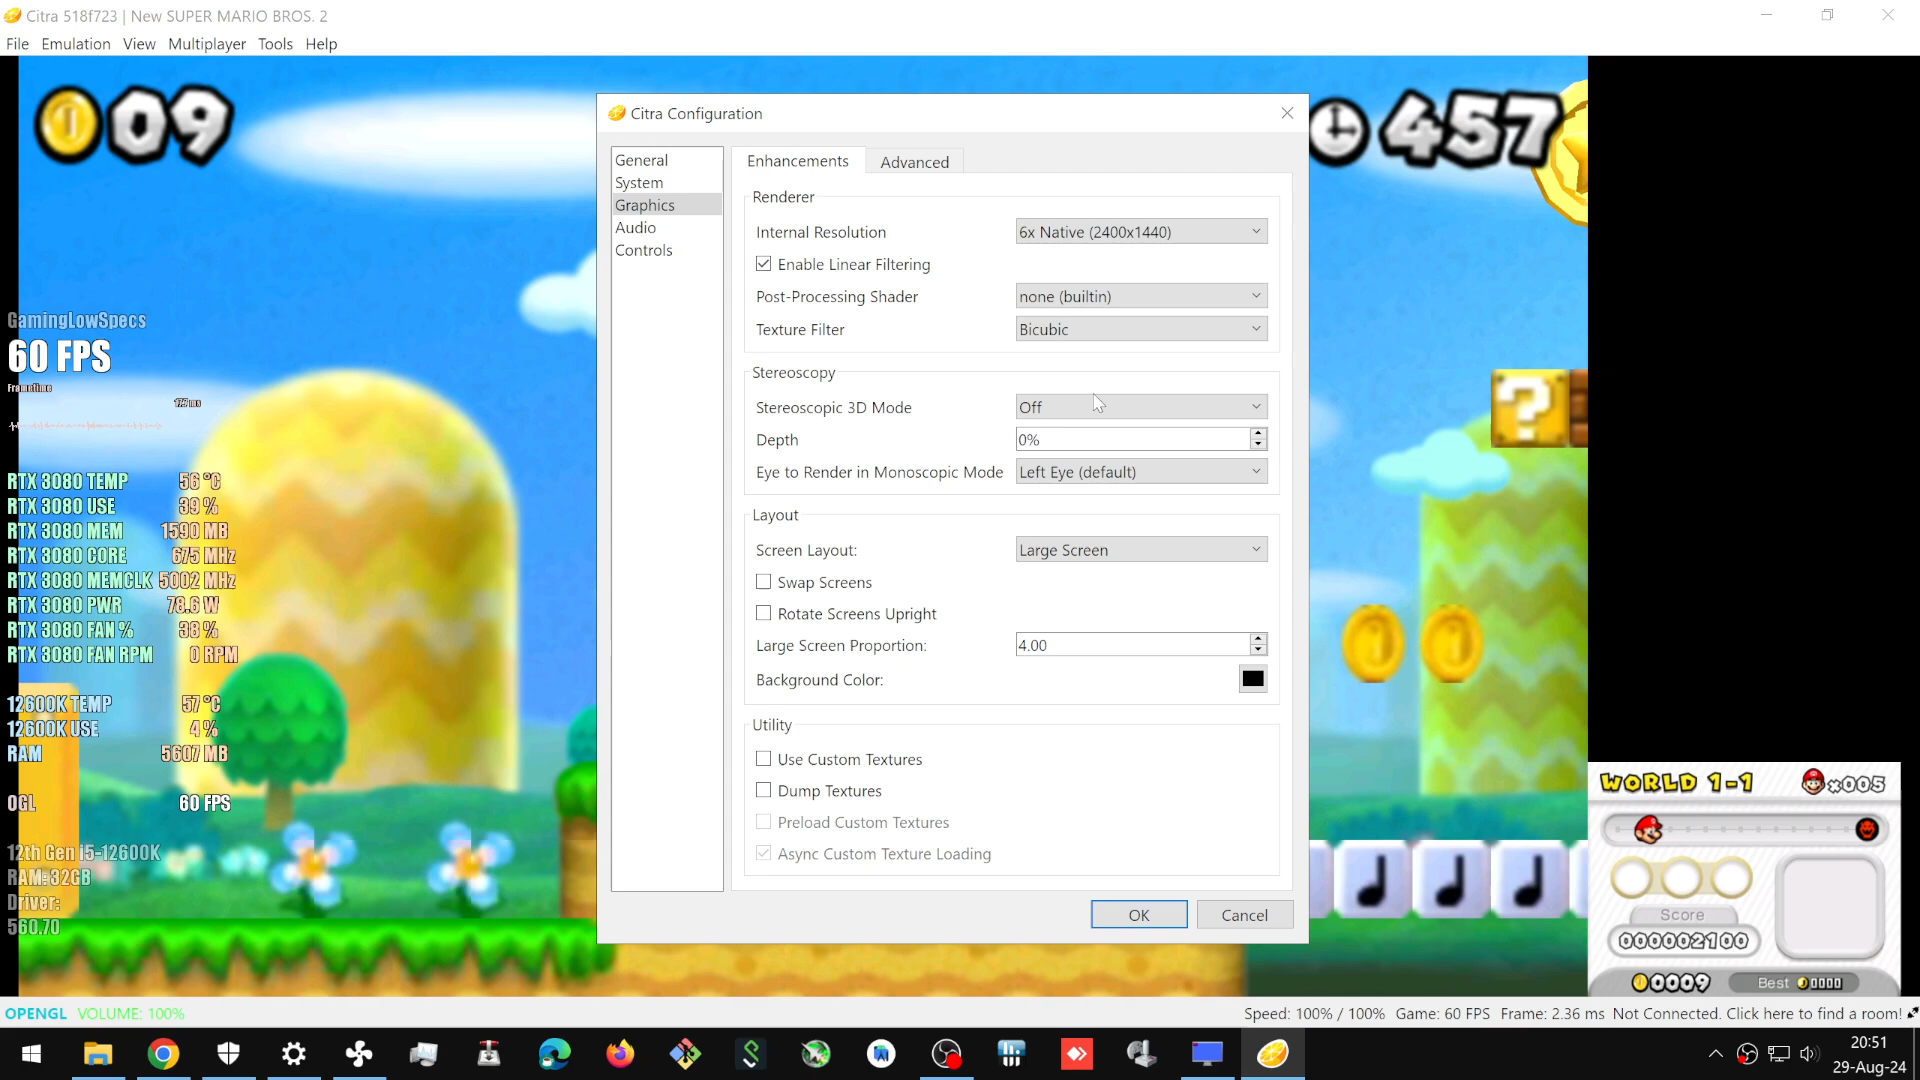 Citra 518f723 | New SUPER MARIO BROS. 2
File Emulation View Multiplayer Tools Help
09
457
Citra Configuration
General
System
Graphics
Audio
Controls
Enhancements Advanced
Renderer
Internal Resolution 6x Native (2400x1440)
Enable Linear Filtering
Post-Processing Shader none (builtin)
Texture Filter Bicubic
Stereoscopy
Stereoscopic 3D Mode Off
Depth 0%
Eye to Render in Monoscopic Mode Left Eye (default)
Layout
Screen Layout: Large Screen
Swap Screens
Rotate Screens Upright
Large Screen Proportion: 4.00
Background Color:
Utility
Use Custom Textures
Dump Textures
Preload Custom Textures
Async Custom Texture Loading
OK Cancel
GamingLowSpecs
60 FPS
Frametime
RTX 3080 TEMP 56 °C
RTX 3080 USE 39 %
RTX 3080 MEM 1590 MB
RTX 3080 CORE 675 MHz
RTX 3080 MEMCLK 5002 MHz
RTX 3080 PWR 78.6 W
RTX 3080 FAN % 38 %
RTX 3080 FAN RPM 0 RPM
12600K TEMP 57 °C
12600K USE 4 %
RAM 5607 MB
OGL 60 FPS
12th Gen i5-12600K
RAM: 32GB
Driver:
560.70
?
WORLD 1-1 ×005
Score
000002100
0009 Best 0000
OPENGL VOLUME: 100%
Speed: 100% / 100% Game: 60 FPS Frame: 2.36 ms Not Connected. Click here to find a room!
20:51
29-Aug-24